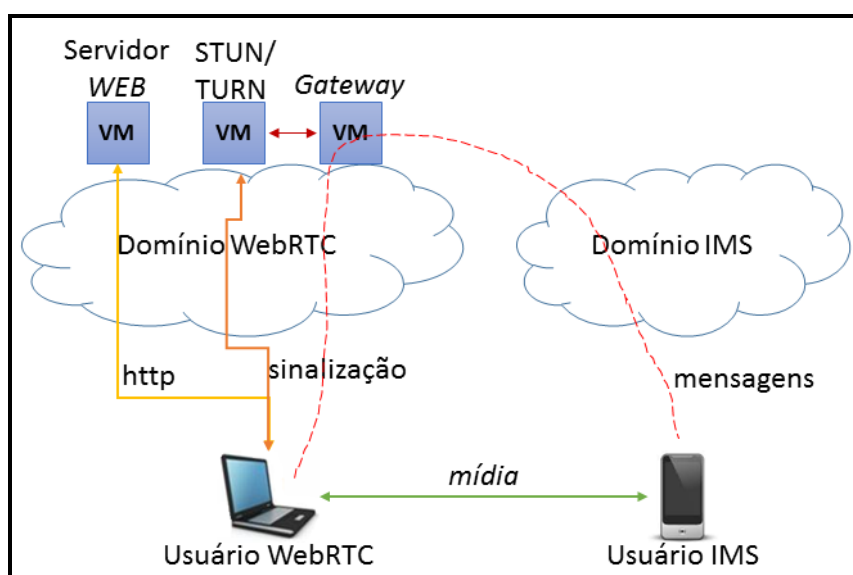 Servidor
WEB
STUN/
TURN
Gateway
VM
VM
VM
Domínio WebRTC
Domínio IMS
http
sinalização
mensagens
mídia
Usuário WebRTC
Usuário IMS